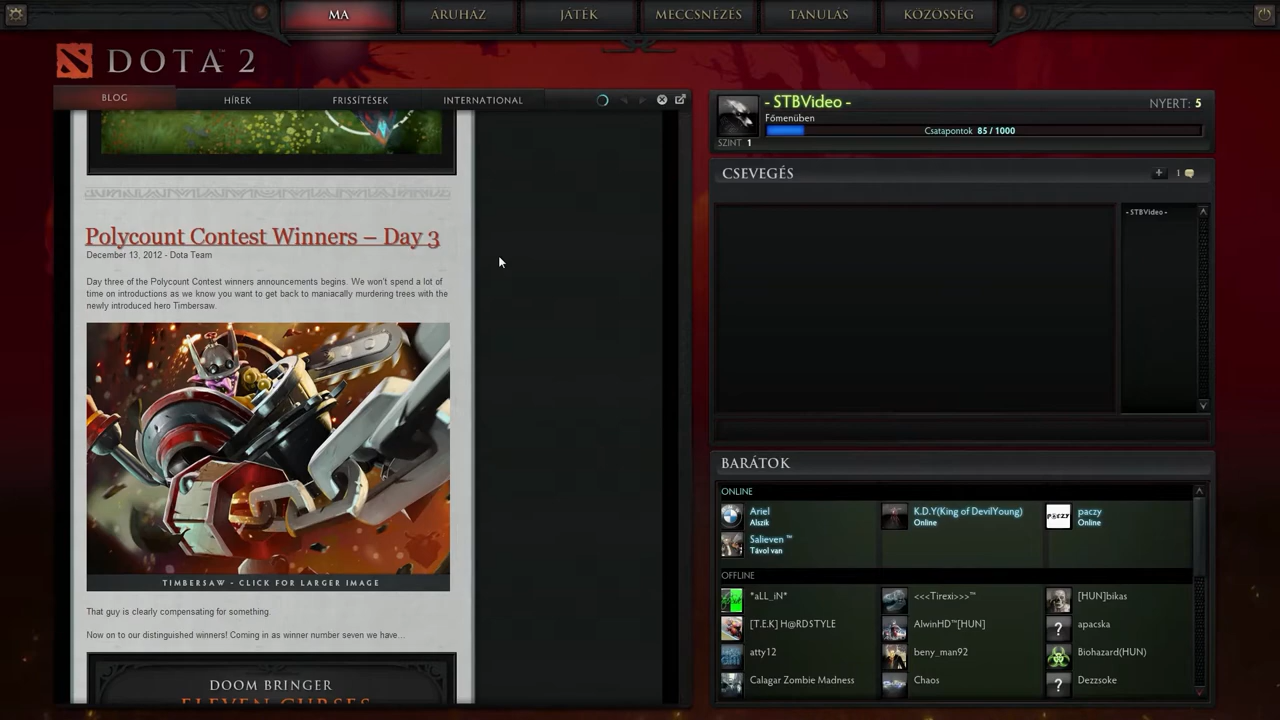 MA
ÁRUHÁZ
JÁTÉK
MECCSNÉZÉS
TANULÁS
KÖZÖSSÉG
DOTA 2
BLOG
HÍREK
FRISSÍTÉSEK
INTERNATIONAL
Polycount Contest Winners – Day 3
December 13, 2012 - Dota Team
Day three of the Polycount Contest winners announcements begins. We won't spend a lot of
time on introductions as we know you want to get back to maniacally murdering trees with the
newly introduced hero Timbersaw.
TIMBERSAW - CLICK FOR LARGER IMAGE
That guy is clearly compensating for something.
Now on to our distinguished winners! Coming in as winner number seven we have...
DOOM BRINGER
ELEVEN CURSES
- STBVideo -
NYERT: 5
Főmenüben
Csatapontok 85 / 1000
SZINT 1
CSEVEGÉS
1
- STBVideo -
BARÁTOK
ONLINE
Ariel
Alszik
K.D.Y(King of DevilYoung)
Online
paczy
Online
Salieven ™
Távol van
OFFLINE
*aLL_iN*
<<<Tirexi>>>™
[HUN]bikas
[T.E.K] H@RDSTYLE
AlwinHD™[HUN]
apacska
atty12
beny_man92
Biohazard(HUN)
Calagar Zombie Madness
Chaos
Dezzsoke